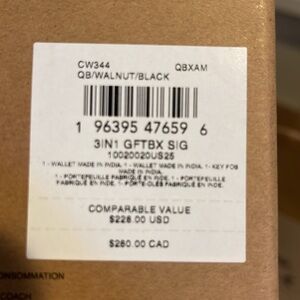 CW344 QBXAM
QB/WALNUT/BLACK
1 96395 47659 6
3IN1 GFTBX SIG
10020020US25
1 - WALLET MADE IN INDIA. 1 - WALLET MADE IN INDIA. 1 - KEY FOB
MADE IN INDIA.
1 - PORTEFEUILLE FABRIQUÉ EN INDE. 1 - PORTEFEUILLE
FABRIQUÉ EN INDE. 1 - PORTE-CLÉS FABRIQUÉ EN INDE.
COMPARABLE VALUE
$228.00 USD
$260.00 CAD
ONSOMMATION
COACH